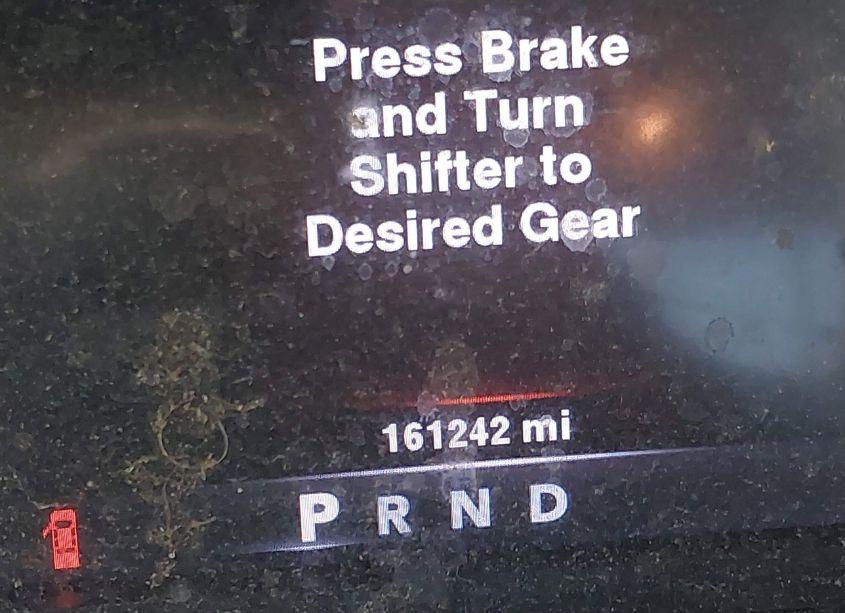 Press Brake
and Turn
Shifter to
Desired Gear
161242 mi
P R N D